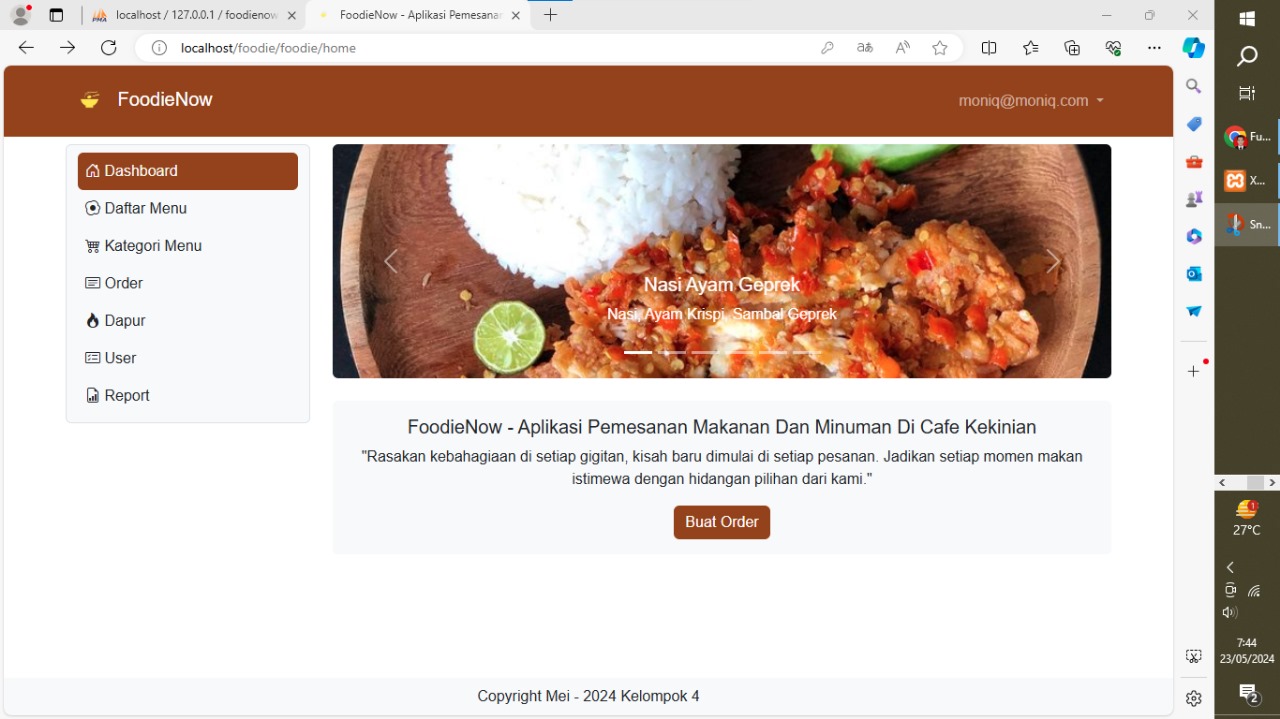 localhost / 127.0.0.1 / foodienow
FoodieNow - Aplikasi Pemesanan
localhost/foodie/foodie/home
FoodieNow
moniq@moniq.com
Dashboard
Daftar Menu
Kategori Menu
Order
Dapur
User
Report
Nasi Ayam Geprek
Nasi, Ayam Krispi, Sambal Geprek
FoodieNow - Aplikasi Pemesanan Makanan Dan Minuman Di Cafe Kekinian
"Rasakan kebahagiaan di setiap gigitan, kisah baru dimulai di setiap pesanan. Jadikan setiap momen makan
istimewa dengan hidangan pilihan dari kami."
Buat Order
Copyright Mei - 2024 Kelompok 4
Fu...
X...
Sn...
1
27°C
7:44
23/05/2024
2